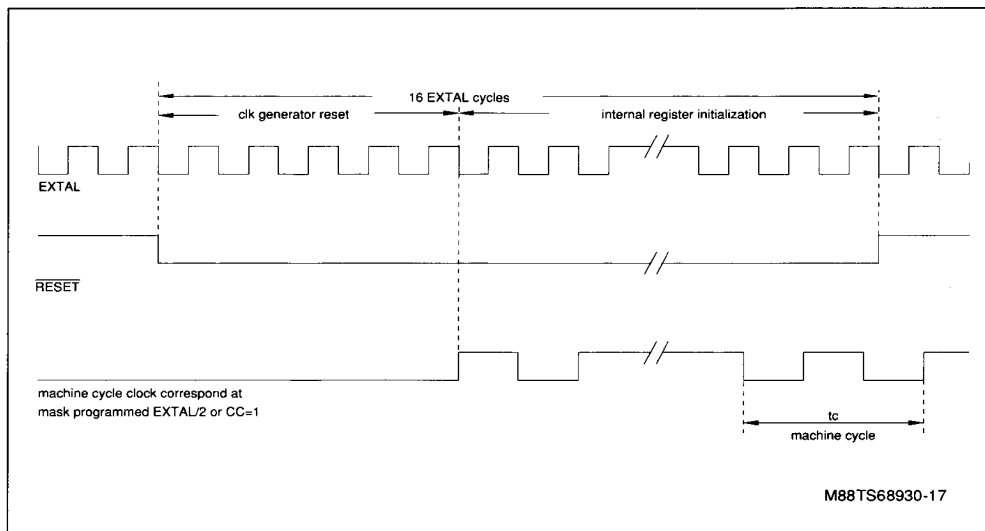 16 EXTAL cycles
clk generator reset
internal register initialization
EXTAL
RESET
machine cycle clock correspond at
mask programmed EXTAL/2 or CC=1
tc
machine cycle
M88TS68930-17